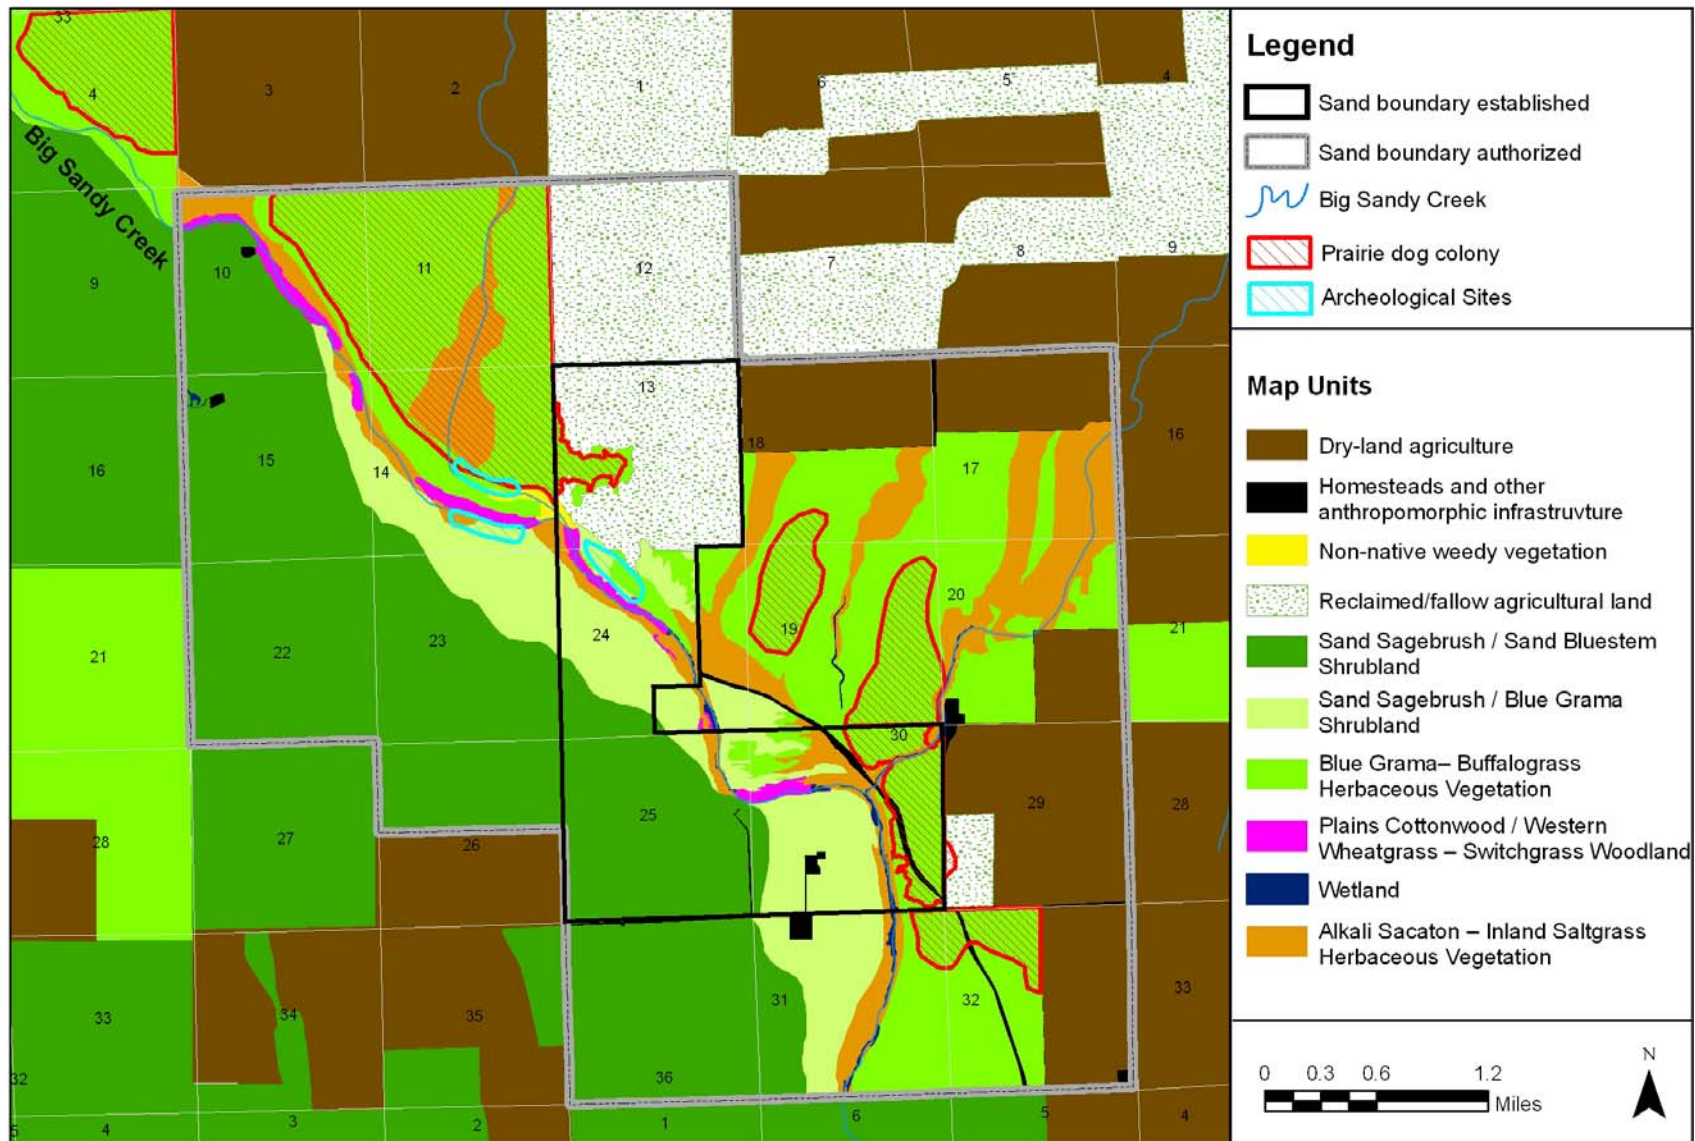 33
4
3
2
1
6
5
4
Big Sandy Creek
9
10
11
12
7
8
9
16
15
14
13
18
17
16
21
22
23
24
19
20
21
28
27
26
25
30
29
28
33
34
35
36
31
32
33
32
5
4
3
2
1
6
5
4
Legend
Sand boundary established
Sand boundary authorized
Big Sandy Creek
Prairie dog colony
Archeological Sites
Map Units
Dry-land agriculture
Homesteads and other
anthropomorphic infrastruvture
Non-native weedy vegetation
Reclaimed/fallow agricultural land
Sand Sagebrush / Sand Bluestem
Shrubland
Sand Sagebrush / Blue Grama
Shrubland
Blue Grama– Buffalograss
Herbaceous Vegetation
Plains Cottonwood / Western
Wheatgrass – Switchgrass Woodland
Wetland
Alkali Sacaton – Inland Saltgrass
Herbaceous Vegetation
N
0 0.3 0.6 1.2
Miles